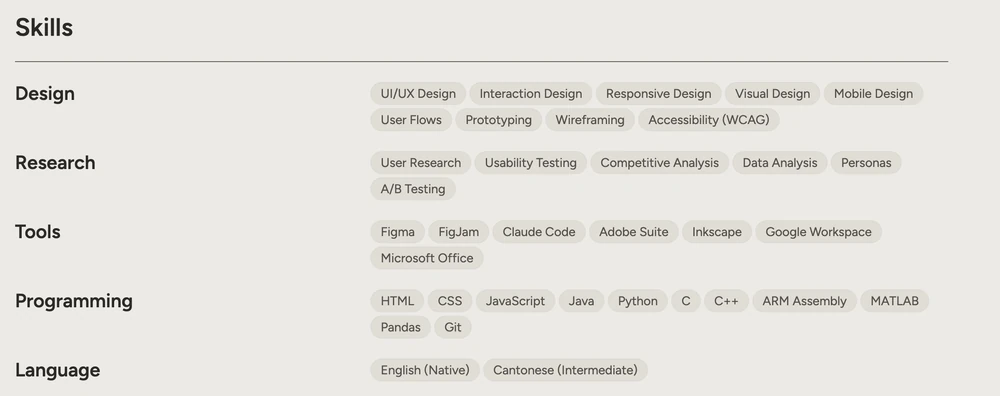 Skills
Design
UI/UX Design Interaction Design Responsive Design Visual Design Mobile Design
User Flows Prototyping Wireframing Accessibility (WCAG)
Research
User Research Usability Testing Competitive Analysis Data Analysis Personas
A/B Testing
Tools
Figma FigJam Claude Code Adobe Suite Inkscape Google Workspace
Microsoft Office
Programming
HTML CSS JavaScript Java Python C C++ ARM Assembly MATLAB
Pandas Git
Language
English (Native) Cantonese (Intermediate)